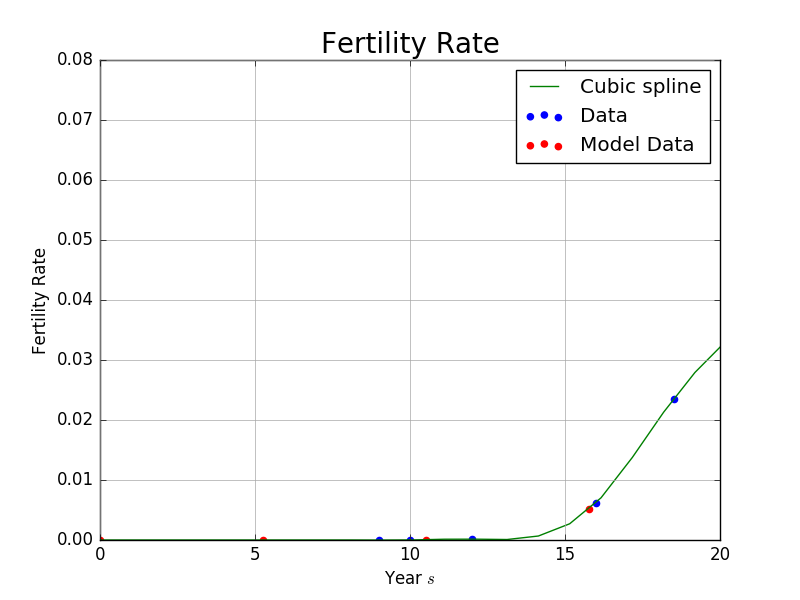 Fertility Rate
0.08
0.07
0.06
0.05
0.04
0.03
0.02
0.01
0.00
Fertility Rate
Cubic spline
Data
Model Data
0 5 10 15 20
Year s